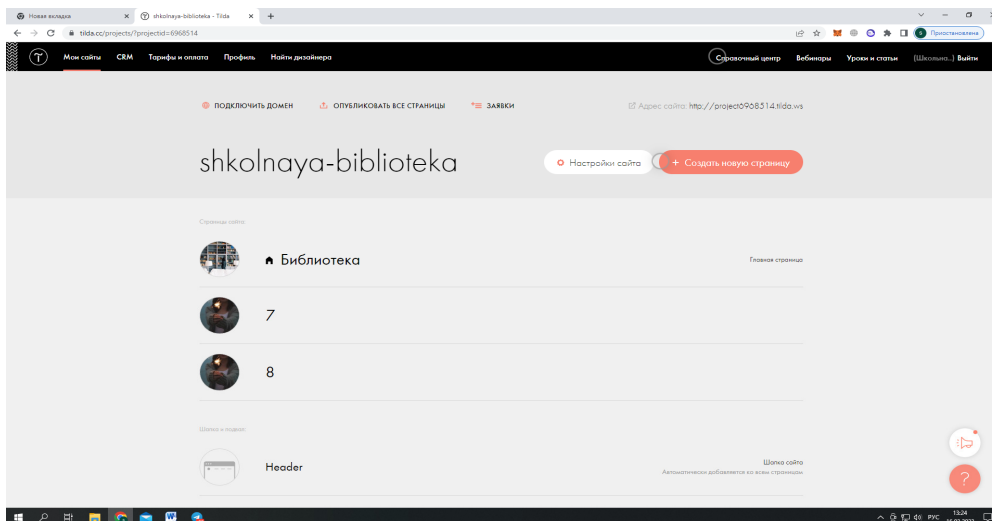 Новая вкладка
shkolnaya-biblioteka - Tilda
tilda.cc/projects/?projectid=6968514
Приостановлена
Мои сайты CRM Тарифы и оплата Профиль Найти дизайнера
Справочный центр Вебинары Уроки и статьи (Школьна...) Выйти
ПОДКЛЮЧИТЬ ДОМЕН ОПУБЛИКОВАТЬ ВСЕ СТРАНИЦЫ ЗАЯВКИ
Адрес сайта: http://project6968514.tilda.ws
shkolnaya-biblioteka
Настройки сайта
+ Создать новую страницу
Страницы сайта:
Библиотека
Главная страница
7
8
Шапка и подвал:
Header
Шапка сайта
Автоматически добавляется ко всем страницам
?
РУС
13:24